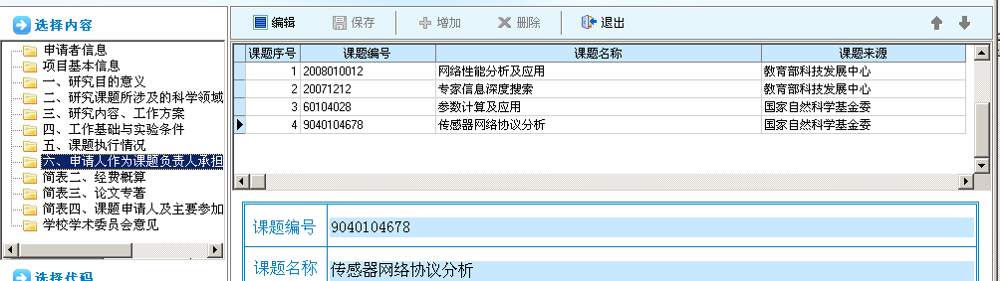 选择内容
申请者信息
项目基本信息
一、研究目的意义
二、研究课题所涉及的科学领域
三、研究内容、工作方案
四、工作基础与实验条件
五、课题执行情况
六、申请人作为课题负责人承担
简表二、经费概算
简表三、论文专著
简表四、课题申请人及主要参加
学校学术委员会意见
选择代码
编辑 保存 增加 删除 退出
课题序号 课题编号 课题名称 课题来源
1 2008010012 网络性能分析及应用 教育部科技发展中心
2 20071212 专家信息深度搜索 教育部科技发展中心
3 60104028 参数计算及应用 国家自然科学基金委
4 9040104678 传感器网络协议分析 国家自然科学基金委
课题编号 9040104678
课题名称 传感器网络协议分析